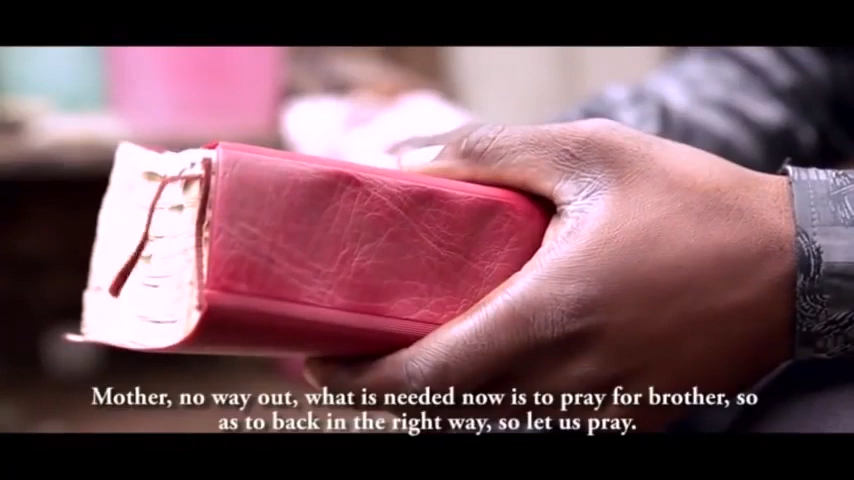 Mother, no way out, what is needed now is to pray for brother, so
as to back in the right way, so let us pray.